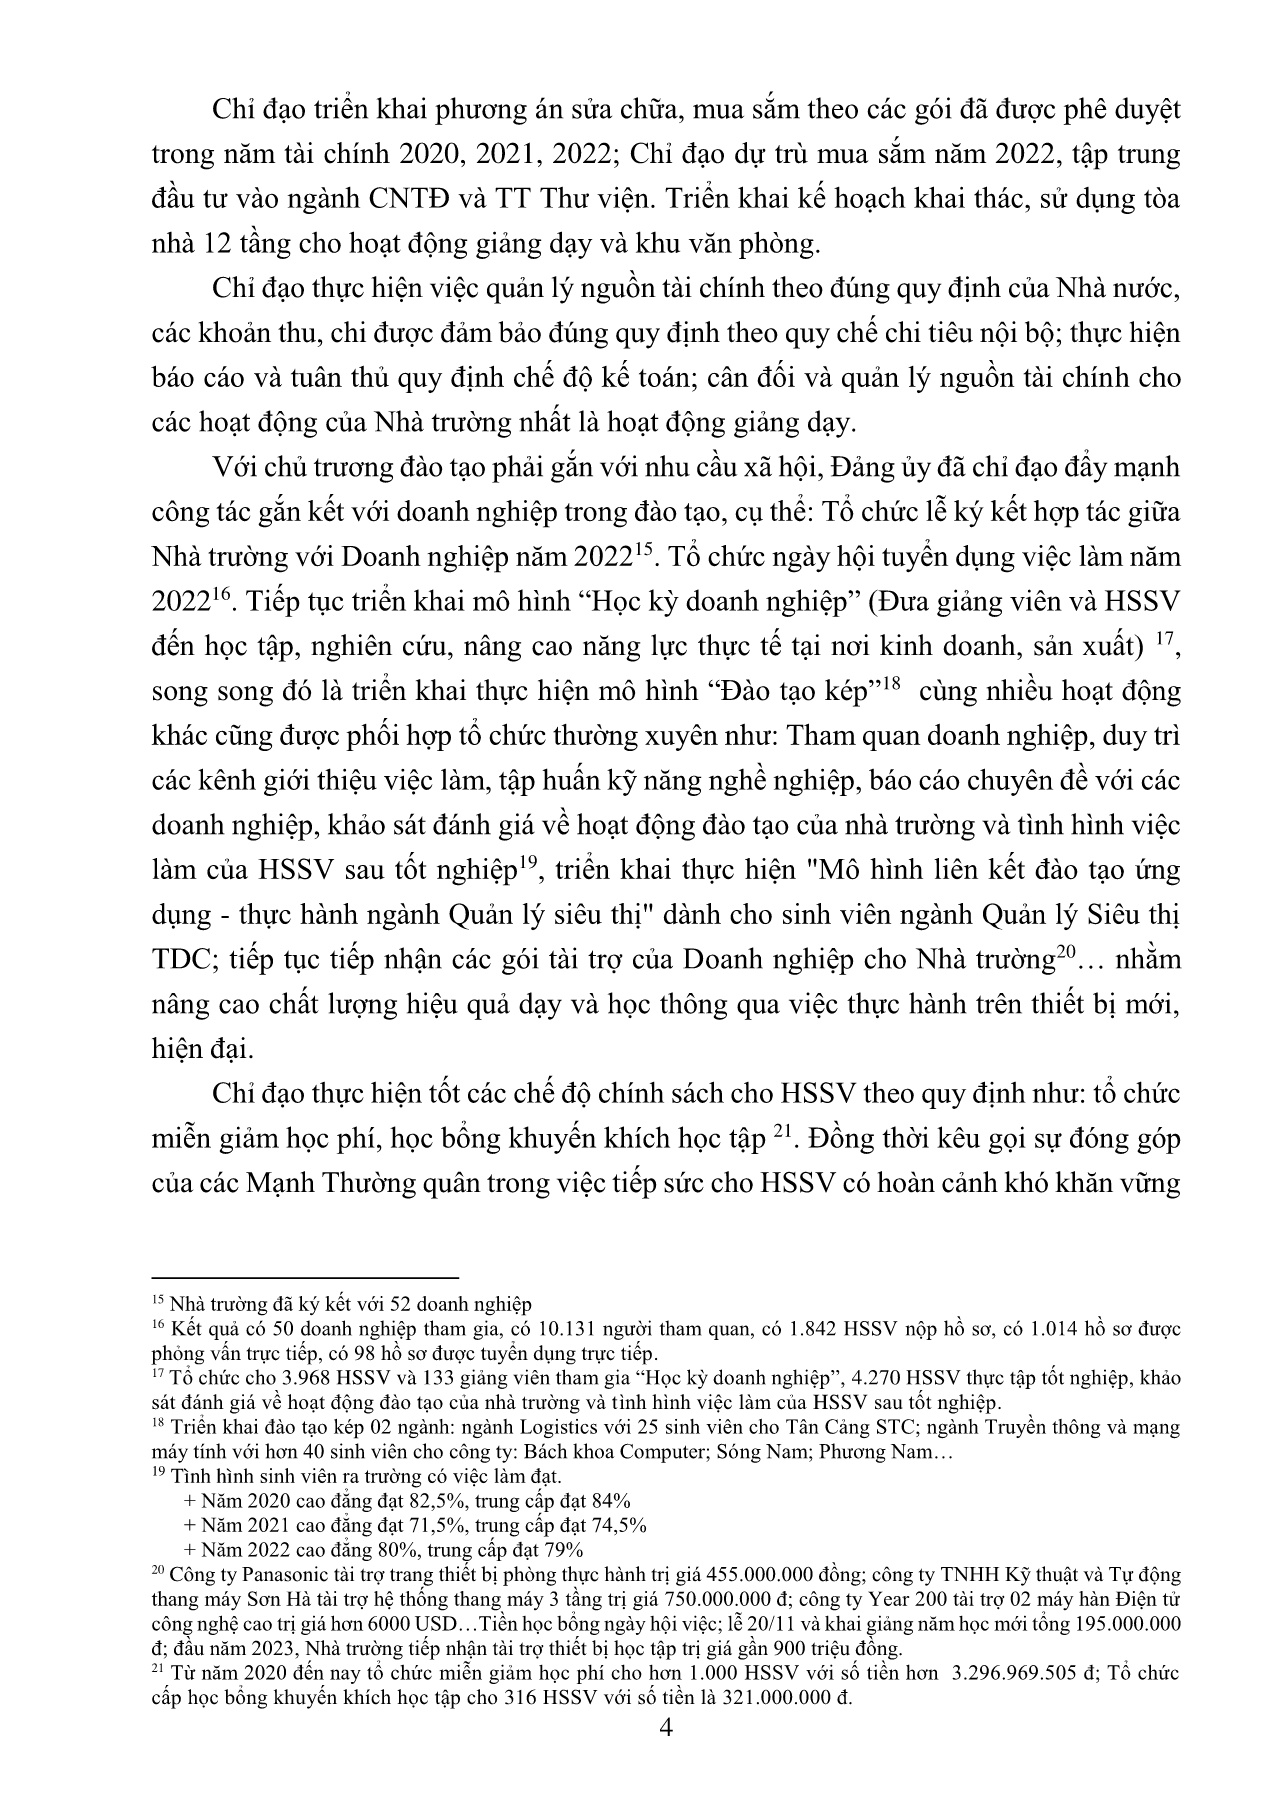 Chỉ đạo triển khai phương án sửa chữa, mua sắm theo các gói đã được phê duyệt
trong năm tài chính 2020, 2021, 2022; Chỉ đạo dự trù mua sắm năm 2022, tập trung
đầu tư vào ngành CNTĐ và TT Thư viện. Triển khai kế hoạch khai thác, sử dụng tòa
nhà 12 tầng cho hoạt động giảng dạy và khu văn phòng.
Chỉ đạo thực hiện việc quản lý nguồn tài chính theo đúng quy định của Nhà nước,
các khoản thu, chi được đảm bảo đúng quy định theo quy chế chi tiêu nội bộ; thực hiện
báo cáo và tuân thủ quy định chế độ kế toán; cân đối và quản lý nguồn tài chính cho
các hoạt động của Nhà trường nhất là hoạt động giảng dạy.
Với chủ trương đào tạo phải gắn với nhu cầu xã hội, Đảng ủy đã chỉ đạo đẩy mạnh
công tác gắn kết với doanh nghiệp trong đào tạo, cụ thể: Tổ chức lễ ký kết hợp tác giữa
Nhà trường với Doanh nghiệp năm 2022¹⁵. Tổ chức ngày hội tuyển dụng việc làm năm
2022¹⁶. Tiếp tục triển khai mô hình “Học kỳ doanh nghiệp” (Đưa giảng viên và HSSV
đến học tập, nghiên cứu, nâng cao năng lực thực tế tại nơi kinh doanh, sản xuất) ¹⁷,
song song đó là triển khai thực hiện mô hình “Đào tạo kép”¹⁸ cùng nhiều hoạt động
khác cũng được phối hợp tổ chức thường xuyên như: Tham quan doanh nghiệp, duy trì
các kênh giới thiệu việc làm, tập huấn kỹ năng nghề nghiệp, báo cáo chuyên đề với các
doanh nghiệp, khảo sát đánh giá về hoạt động đào tạo của nhà trường và tình hình việc
làm của HSSV sau tốt nghiệp¹⁹, triển khai thực hiện "Mô hình liên kết đào tạo ứng
dụng - thực hành ngành Quản lý siêu thị" dành cho sinh viên ngành Quản lý Siêu thị
TDC; tiếp tục tiếp nhận các gói tài trợ của Doanh nghiệp cho Nhà trường²⁰… nhằm
nâng cao chất lượng hiệu quả dạy và học thông qua việc thực hành trên thiết bị mới,
hiện đại.
Chỉ đạo thực hiện tốt các chế độ chính sách cho HSSV theo quy định như: tổ chức
miễn giảm học phí, học bổng khuyến khích học tập ²¹. Đồng thời kêu gọi sự đóng góp
của các Mạnh Thường quân trong việc tiếp sức cho HSSV có hoàn cảnh khó khăn vững
¹⁵ Nhà trường đã ký kết với 52 doanh nghiệp
¹⁶ Kết quả có 50 doanh nghiệp tham gia, có 10.131 người tham quan, có 1.842 HSSV nộp hồ sơ, có 1.014 hồ sơ được
phỏng vấn trực tiếp, có 98 hồ sơ được tuyển dụng trực tiếp.
¹⁷ Tổ chức cho 3.968 HSSV và 133 giảng viên tham gia “Học kỳ doanh nghiệp”, 4.270 HSSV thực tập tốt nghiệp, khảo
sát đánh giá về hoạt động đào tạo của nhà trường và tình hình việc làm của HSSV sau tốt nghiệp.
¹⁸ Triển khai đào tạo kép 02 ngành: ngành Logistics với 25 sinh viên cho Tân Cảng STC; ngành Truyền thông và mạng
máy tính với hơn 40 sinh viên cho công ty: Bách khoa Computer; Sóng Nam; Phương Nam…
¹⁹ Tình hình sinh viên ra trường có việc làm đạt.
+ Năm 2020 cao đẳng đạt 82,5%, trung cấp đạt 84%
+ Năm 2021 cao đẳng đạt 71,5%, trung cấp đạt 74,5%
+ Năm 2022 cao đẳng 80%, trung cấp đạt 79%
²⁰ Công ty Panasonic tài trợ trang thiết bị phòng thực hành trị giá 455.000.000 đồng; công ty TNHH Kỹ thuật và Tự động
thang máy Sơn Hà tài trợ hệ thống thang máy 3 tầng trị giá 750.000.000 đ; công ty Year 200 tài trợ 02 máy hàn Điện tử
công nghệ cao trị giá hơn 6000 USD…Tiền học bổng ngày hội việc; lễ 20/11 và khai giảng năm học mới tổng 195.000.000
đ; đầu năm 2023, Nhà trường tiếp nhận tài trợ thiết bị học tập trị giá gần 900 triệu đồng.
²¹ Từ năm 2020 đến nay tổ chức miễn giảm học phí cho hơn 1.000 HSSV với số tiền hơn 3.296.969.505 đ; Tổ chức
cấp học bổng khuyến khích học tập cho 316 HSSV với số tiền là 321.000.000 đ.
4